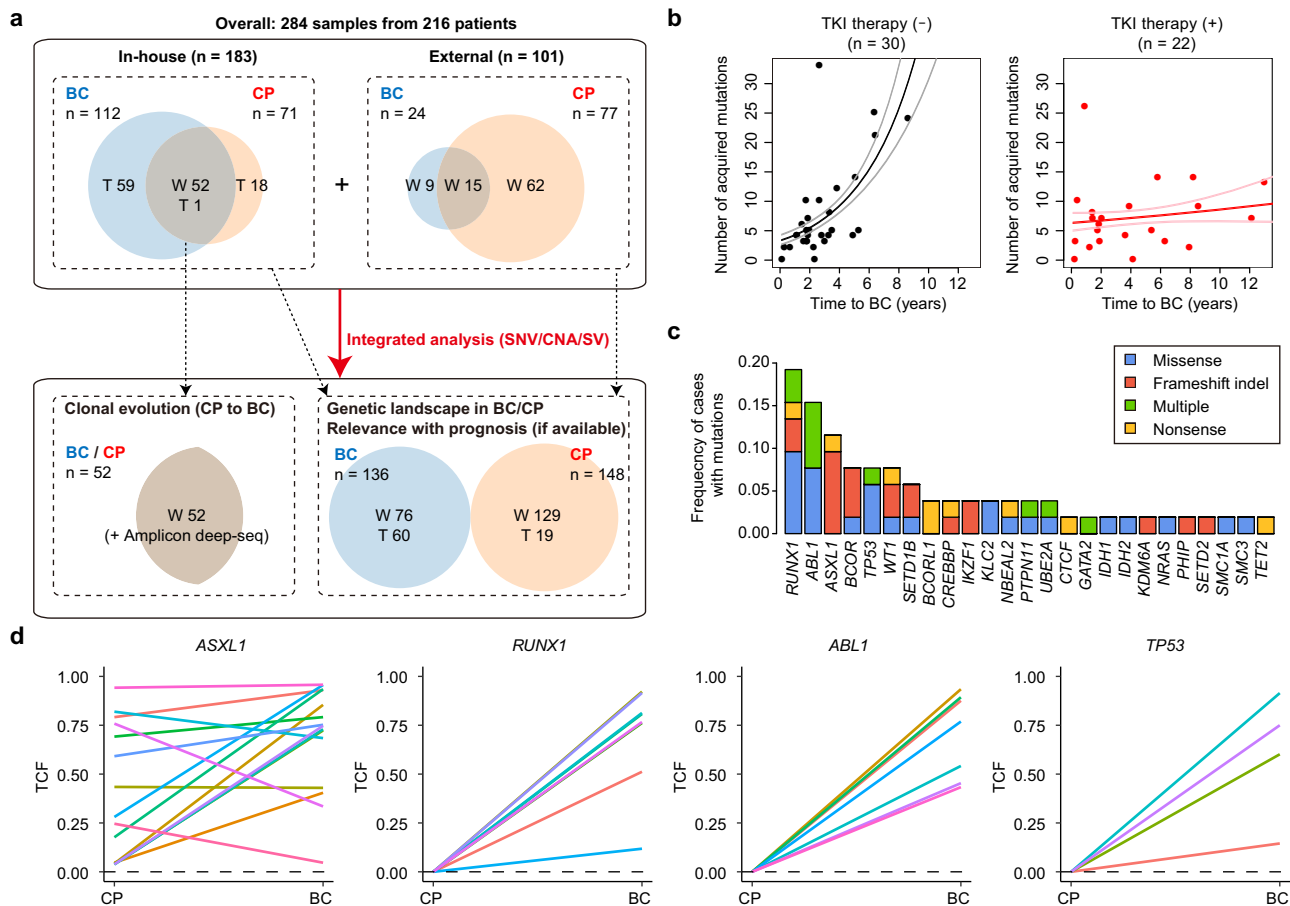 a
Overall: 284 samples from 216 patients
In-house (n = 183)
External (n = 101)
BC
n = 112
CP
n = 71
T 59
W 52
T 1
T 18
+
BC
n = 24
CP
n = 77
W 9
W 15
W 62
Integrated analysis (SNV/CNA/SV)
Clonal evolution (CP to BC)
BC / CP
n = 52
W 52
(+ Amplicon deep-seq)
Genetic landscape in BC/CP
Relevance with prognosis (if available)
BC
n = 136
CP
n = 148
W 76
T 60
W 129
T 19
b
TKI therapy (−)
(n = 30)
Number of acquired mutations
30
25
20
15
10
5
0
0 2 4 6 8 10 12
Time to BC (years)
TKI therapy (+)
(n = 22)
Number of acquired mutations
30
25
20
15
10
5
0
0 2 4 6 8 10 12
Time to BC (years)
c
Frequecncy of cases
with mutations
0.20
0.15
0.10
0.05
0.00
Missense
Frameshift indel
Multiple
Nonsense
RUNX1
ABL1
ASXL1
BCOR
TP53
WT1
SETD1B
BCORL1
CREBBP
IKZF1
KLC2
NBEAL2
PTPN11
UBE2A
CTCF
GATA2
IDH1
IDH2
KDM6A
NRAS
PHIP
SETD2
SMC1A
SMC3
TET2
d
ASXL1
TCF
1.00
0.75
0.50
0.25
0.00
CP BC
RUNX1
TCF
1.00
0.75
0.50
0.25
0.00
CP BC
ABL1
TCF
1.00
0.75
0.50
0.25
0.00
CP BC
TP53
TCF
1.00
0.75
0.50
0.25
0.00
CP BC